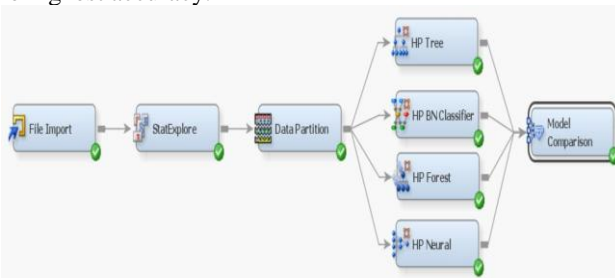 File Import
StatExplore
Data Partition
HP Tree
HP BN Classifier
HP Forest
HP Neural
Model
Comparison